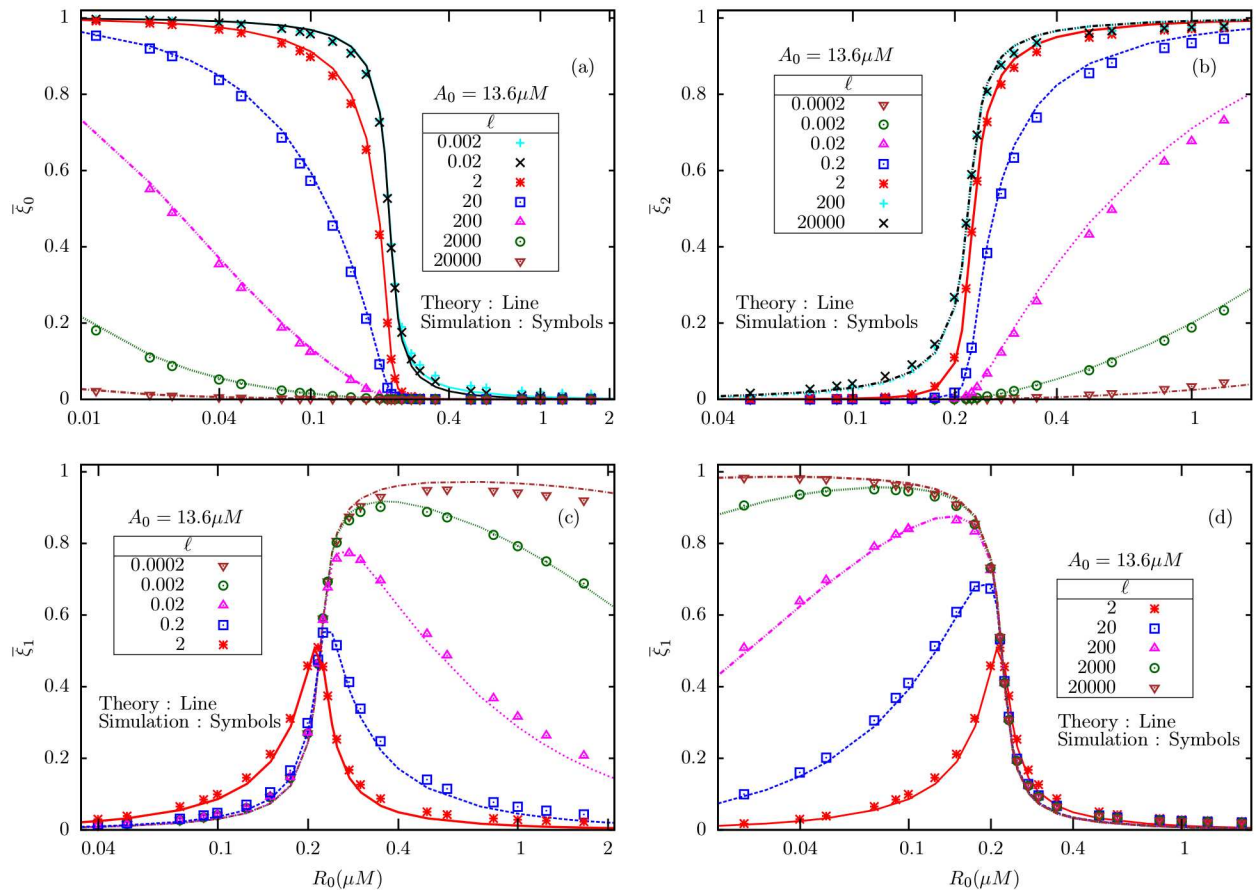 1
0.8
0.6
0.4
0.2
0
ξ̅₀
(a)
A₀ = 13.6μM
ℓ
0.002
0.02
2
20
200
2000
20000
Theory : Line
Simulation : Symbols
0.01 0.04 0.1 0.4 1 2
1
0.8
0.6
0.4
0.2
0
ξ̅₂
(b)
A₀ = 13.6μM
ℓ
0.0002
0.002
0.02
0.2
2
200
20000
Theory : Line
Simulation : Symbols
0.04 0.1 0.2 0.4 1
1
0.8
0.6
0.4
0.2
0
ξ̅₁
(c)
A₀ = 13.6μM
ℓ
0.0002
0.002
0.02
0.2
2
Theory : Line
Simulation : Symbols
0.04 0.1 0.2 0.4 1 2
R₀(μM)
1
0.8
0.6
0.4
0.2
0
ξ̅₁
(d)
A₀ = 13.6μM
ℓ
2
20
200
2000
20000
Theory : Line
Simulation : Symbols
0.04 0.1 0.2 0.4 1
R₀(μM)